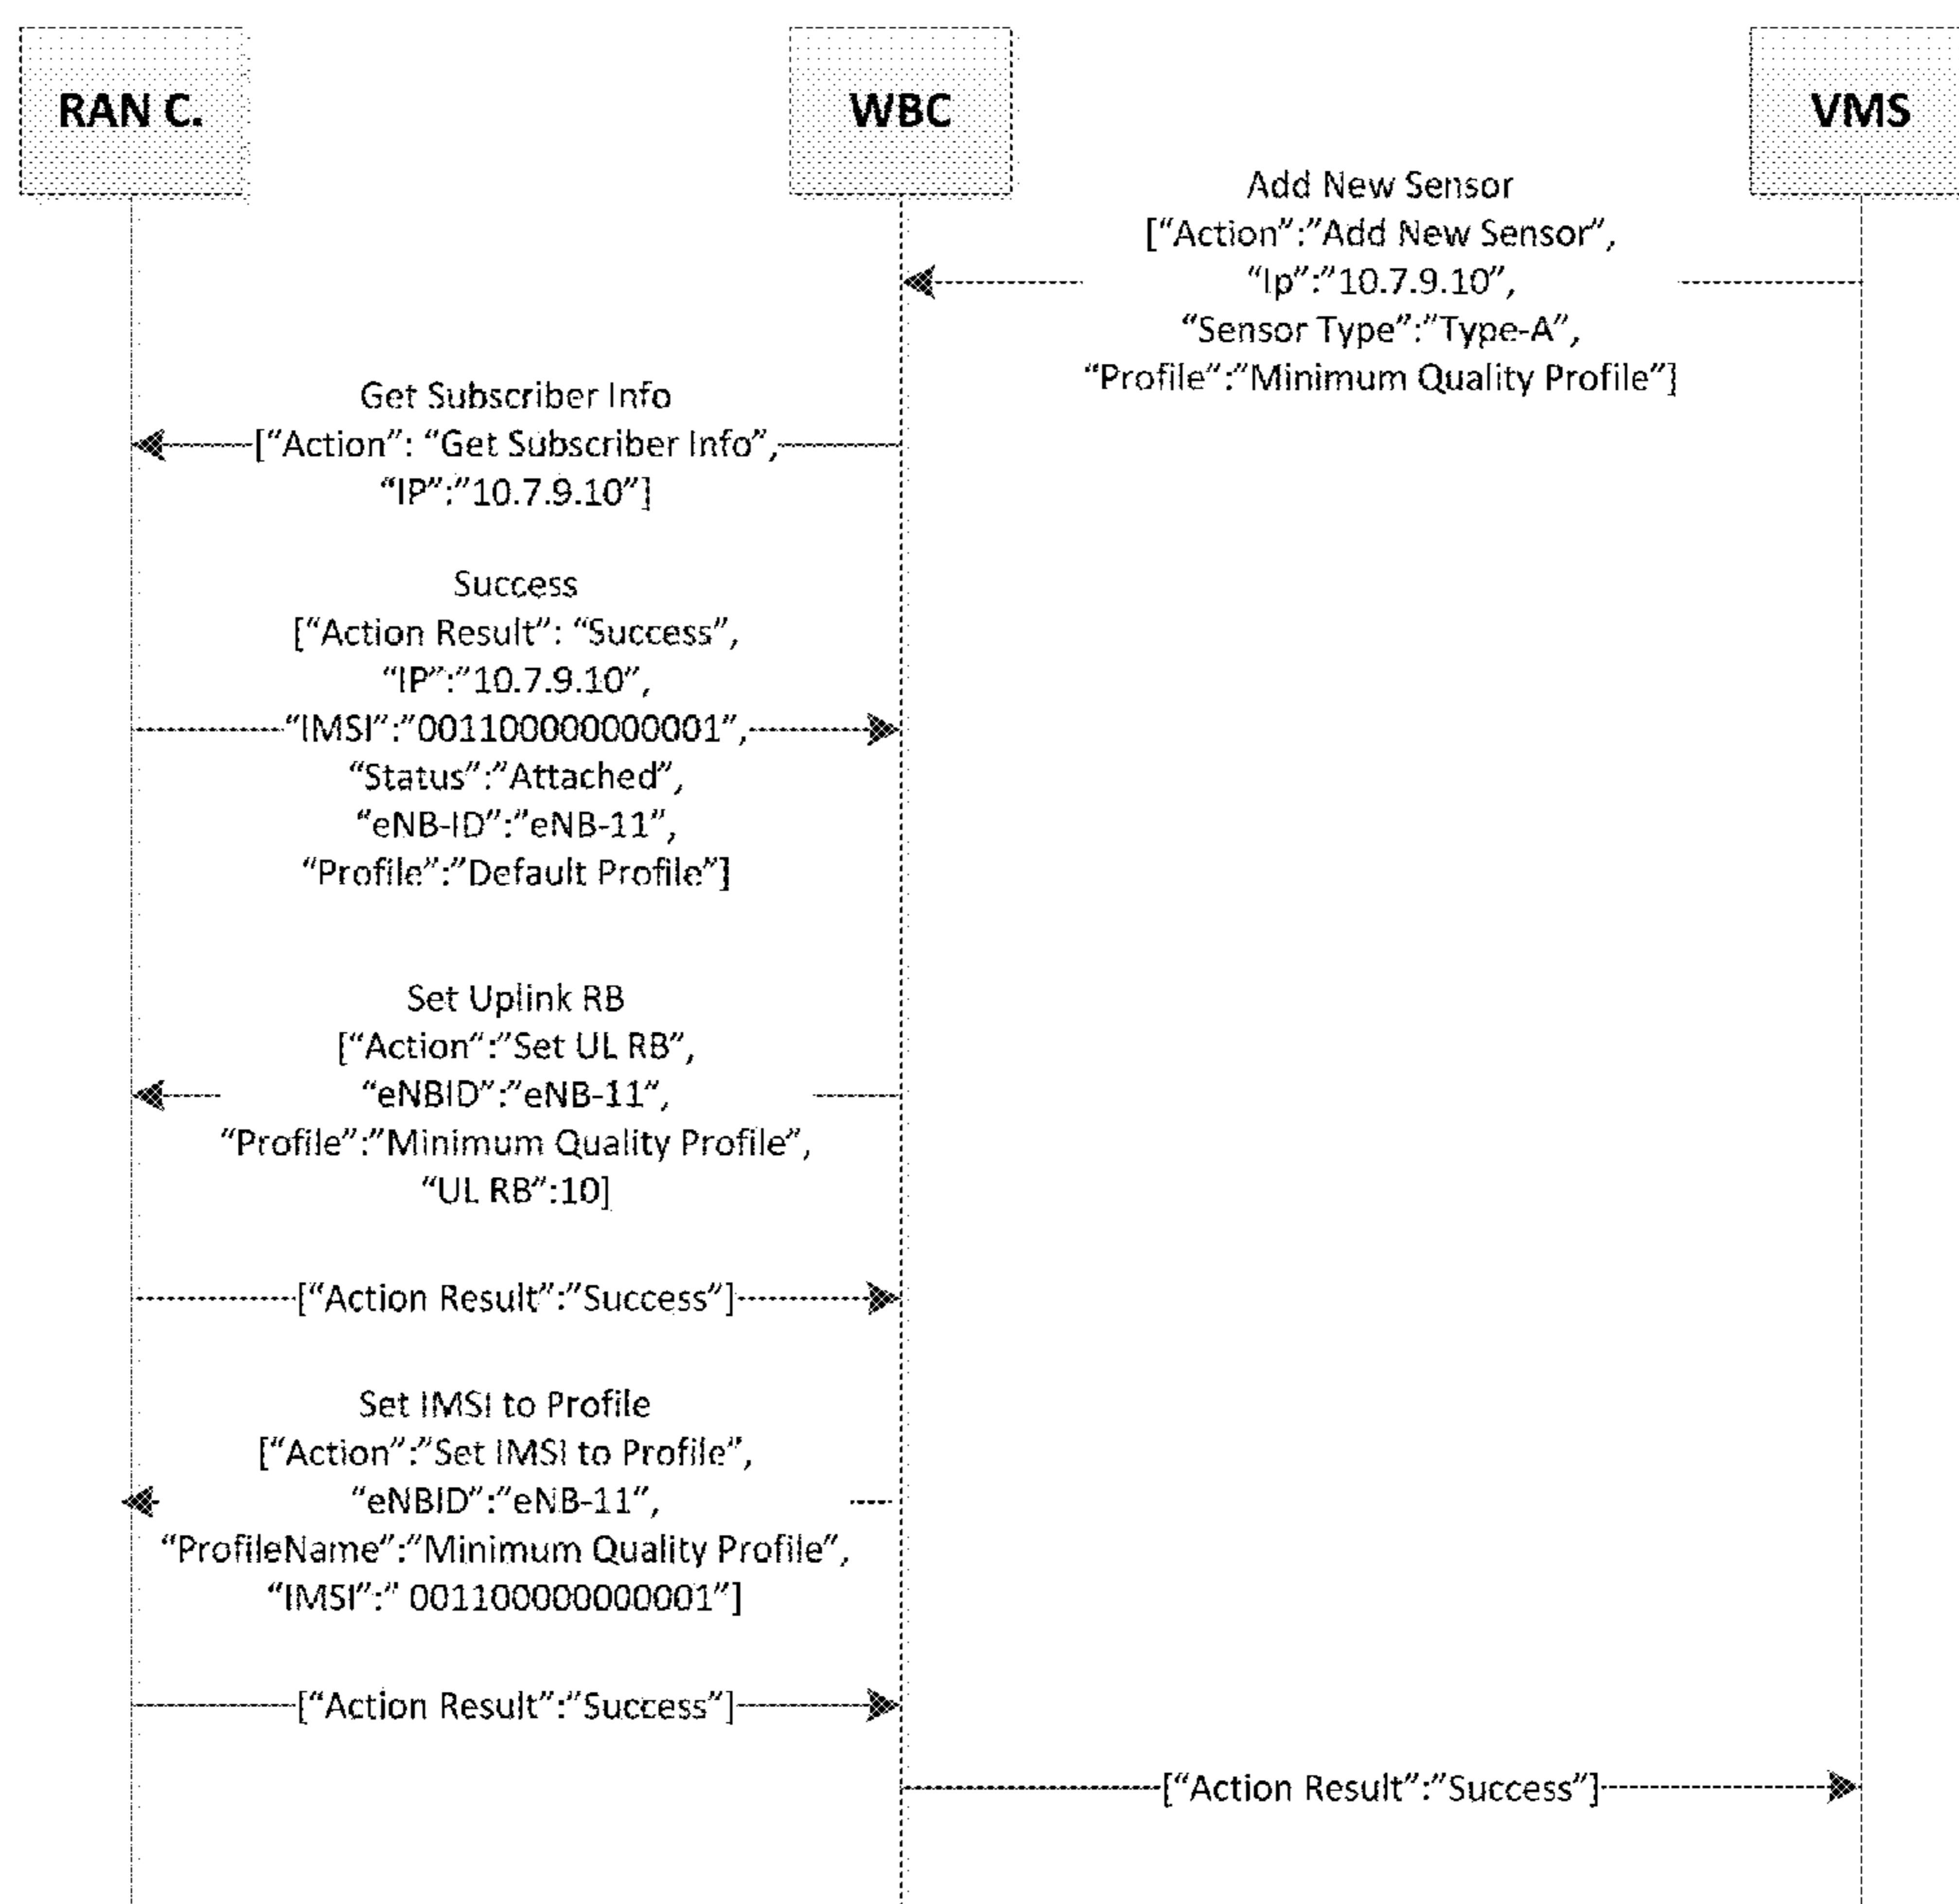 RAN C.
WBC
VMS
Add New Sensor
[“Action”:”Add New Sensor”,
“Ip”:”10.7.9.10”,
“Sensor Type”:”Type-A”,
“Profile”:”Minimum Quality Profile”]
Get Subscriber Info
[“Action”: “Get Subscriber Info”,
“IP”:”10.7.9.10”]
Success
[“Action Result”: “Success”,
“IP”:”10.7.9.10”,
“IMSI”:”001100000000001”,
“Status”:”Attached”,
“eNB-ID”:”eNB-11”,
“Profile”:”Default Profile”]
Set Uplink RB
[“Action“:”Set UL RB”,
“eNBID”:”eNB-11”,
“Profile”:”Minimum Quality Profile”,
“UL RB”:10]
[“Action Result”:”Success”]
Set IMSI to Profile
[“Action”:”Set IMSI to Profile”,
“eNBID”:”eNB-11”,
“ProfileName”:”Minimum Quality Profile”,
“IMSI”:” 001100000000001”]
[“Action Result”:”Success”]
[“Action Result”:”Success”]